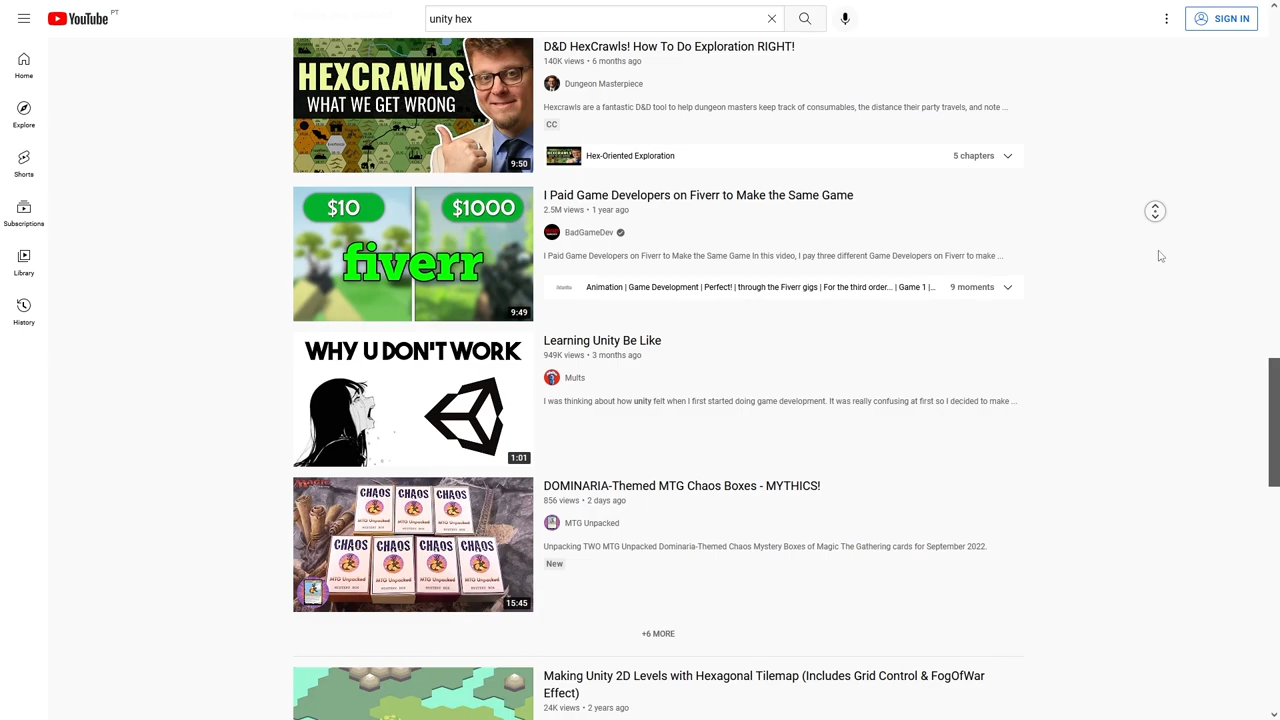 YouTube PT
unity hex
SIGN IN
Home
Explore
Shorts
Subscriptions
Library
History
HEXCRAWLS
WHAT WE GET WRONG
9:50
D&D HexCrawls! How To Do Exploration RIGHT!
140K views • 6 months ago
Dungeon Masterpiece
Hexcrawls are a fantastic D&D tool to help dungeon masters keep track of consumables, the distance their party travels, and note ...
CC
Hex-Oriented Exploration
5 chapters
$10
$1000
fiverr
9:49
I Paid Game Developers on Fiverr to Make the Same Game
2.5M views • 1 year ago
BadGameDev
I Paid Game Developers on Fiverr to Make the Same Game In this video, I pay three different Game Developers on Fiverr to make ...
Animation | Game Development | Perfect! | through the Fiverr gigs | For the third order... | Game 1 |...
9 moments
WHY U DON'T WORK
1:01
Learning Unity Be Like
949K views • 3 months ago
Mults
I was thinking about how unity felt when I first started doing game development. It was really confusing at first so I decided to make ...
CHAOS CHAOS CHAOS
MTG Unpacked
CHAOS CHAOS CHAOS CHAOS
MTG Unpacked
15:45
DOMINARIA-Themed MTG Chaos Boxes - MYTHICS!
856 views • 2 days ago
MTG Unpacked
Unpacking TWO MTG Unpacked Dominaria-Themed Chaos Mystery Boxes of Magic The Gathering cards for September 2022.
New
+6 MORE
Making Unity 2D Levels with Hexagonal Tilemap (Includes Grid Control & FogOfWar
Effect)
24K views • 2 years ago